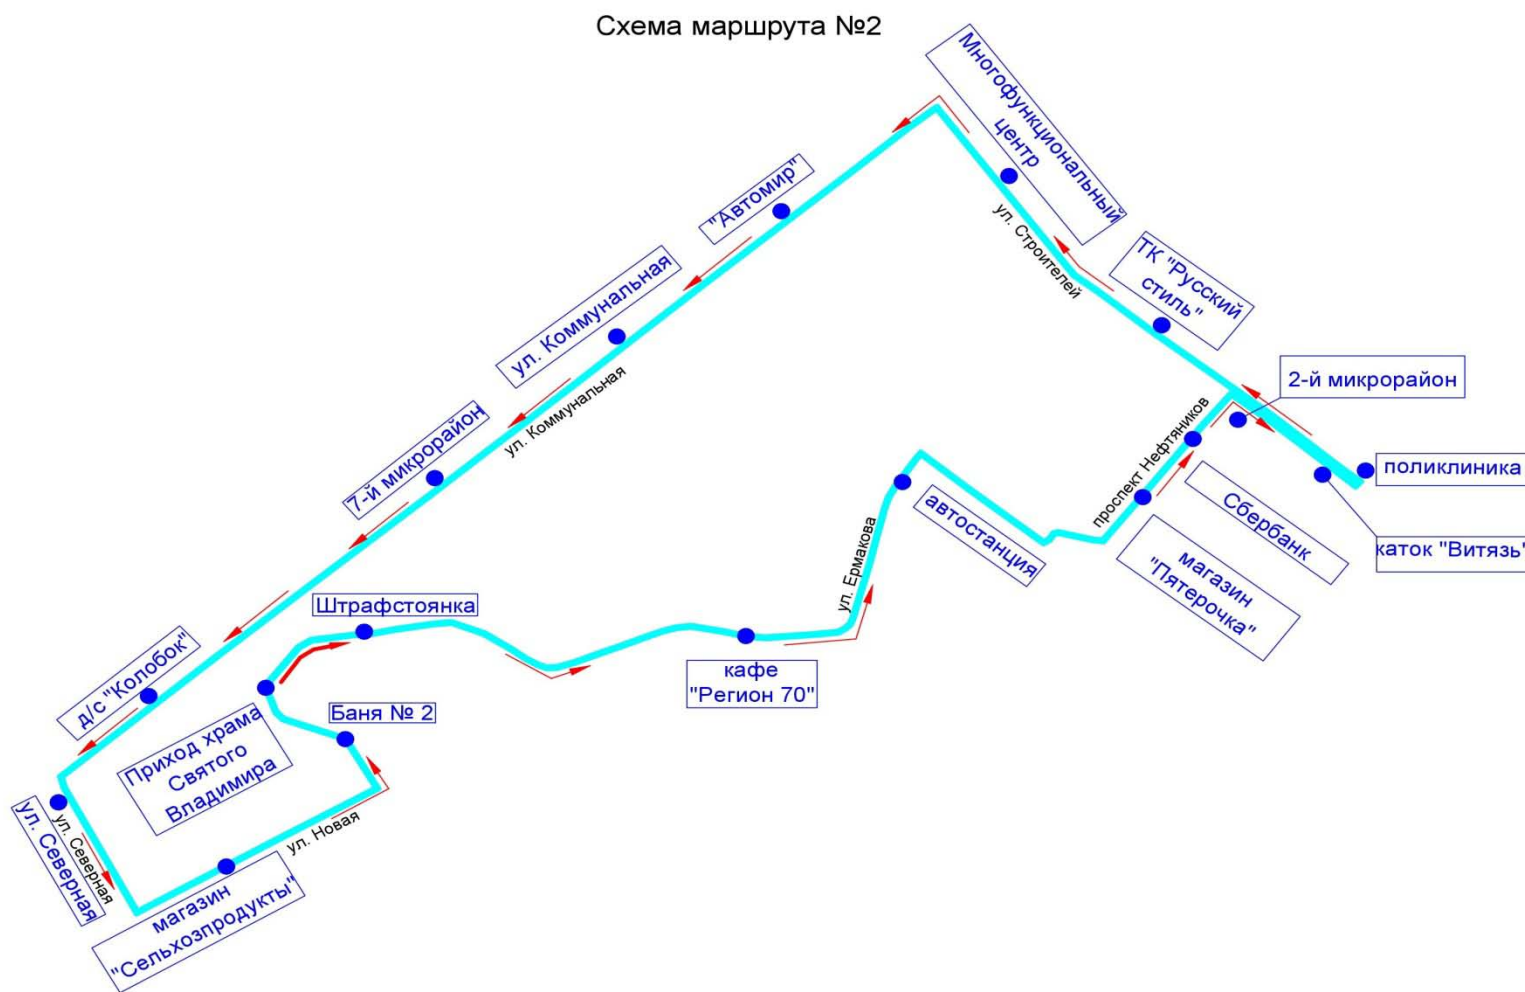 Схема маршрута №2
Многофункциональный
центр
"Автомир"
ул. Строителей
ТК "Русский
стиль"
ул. Коммунальная
ул. Коммунальная
2-й микрорайон
проспект Нефтяников
7-й микрорайон
поликлиника
Сбербанк
автостанция
каток "Витязь"
магазин
"Пятерочка"
ул. Ермакова
Штрафстоянка
кафе
"Регион 70"
д/с "Колобок"
Баня № 2
Приход храма
Святого
Владимира
ул. Северная
ул. Северная
ул. Новая
магазин
"Сельхозпродукты"